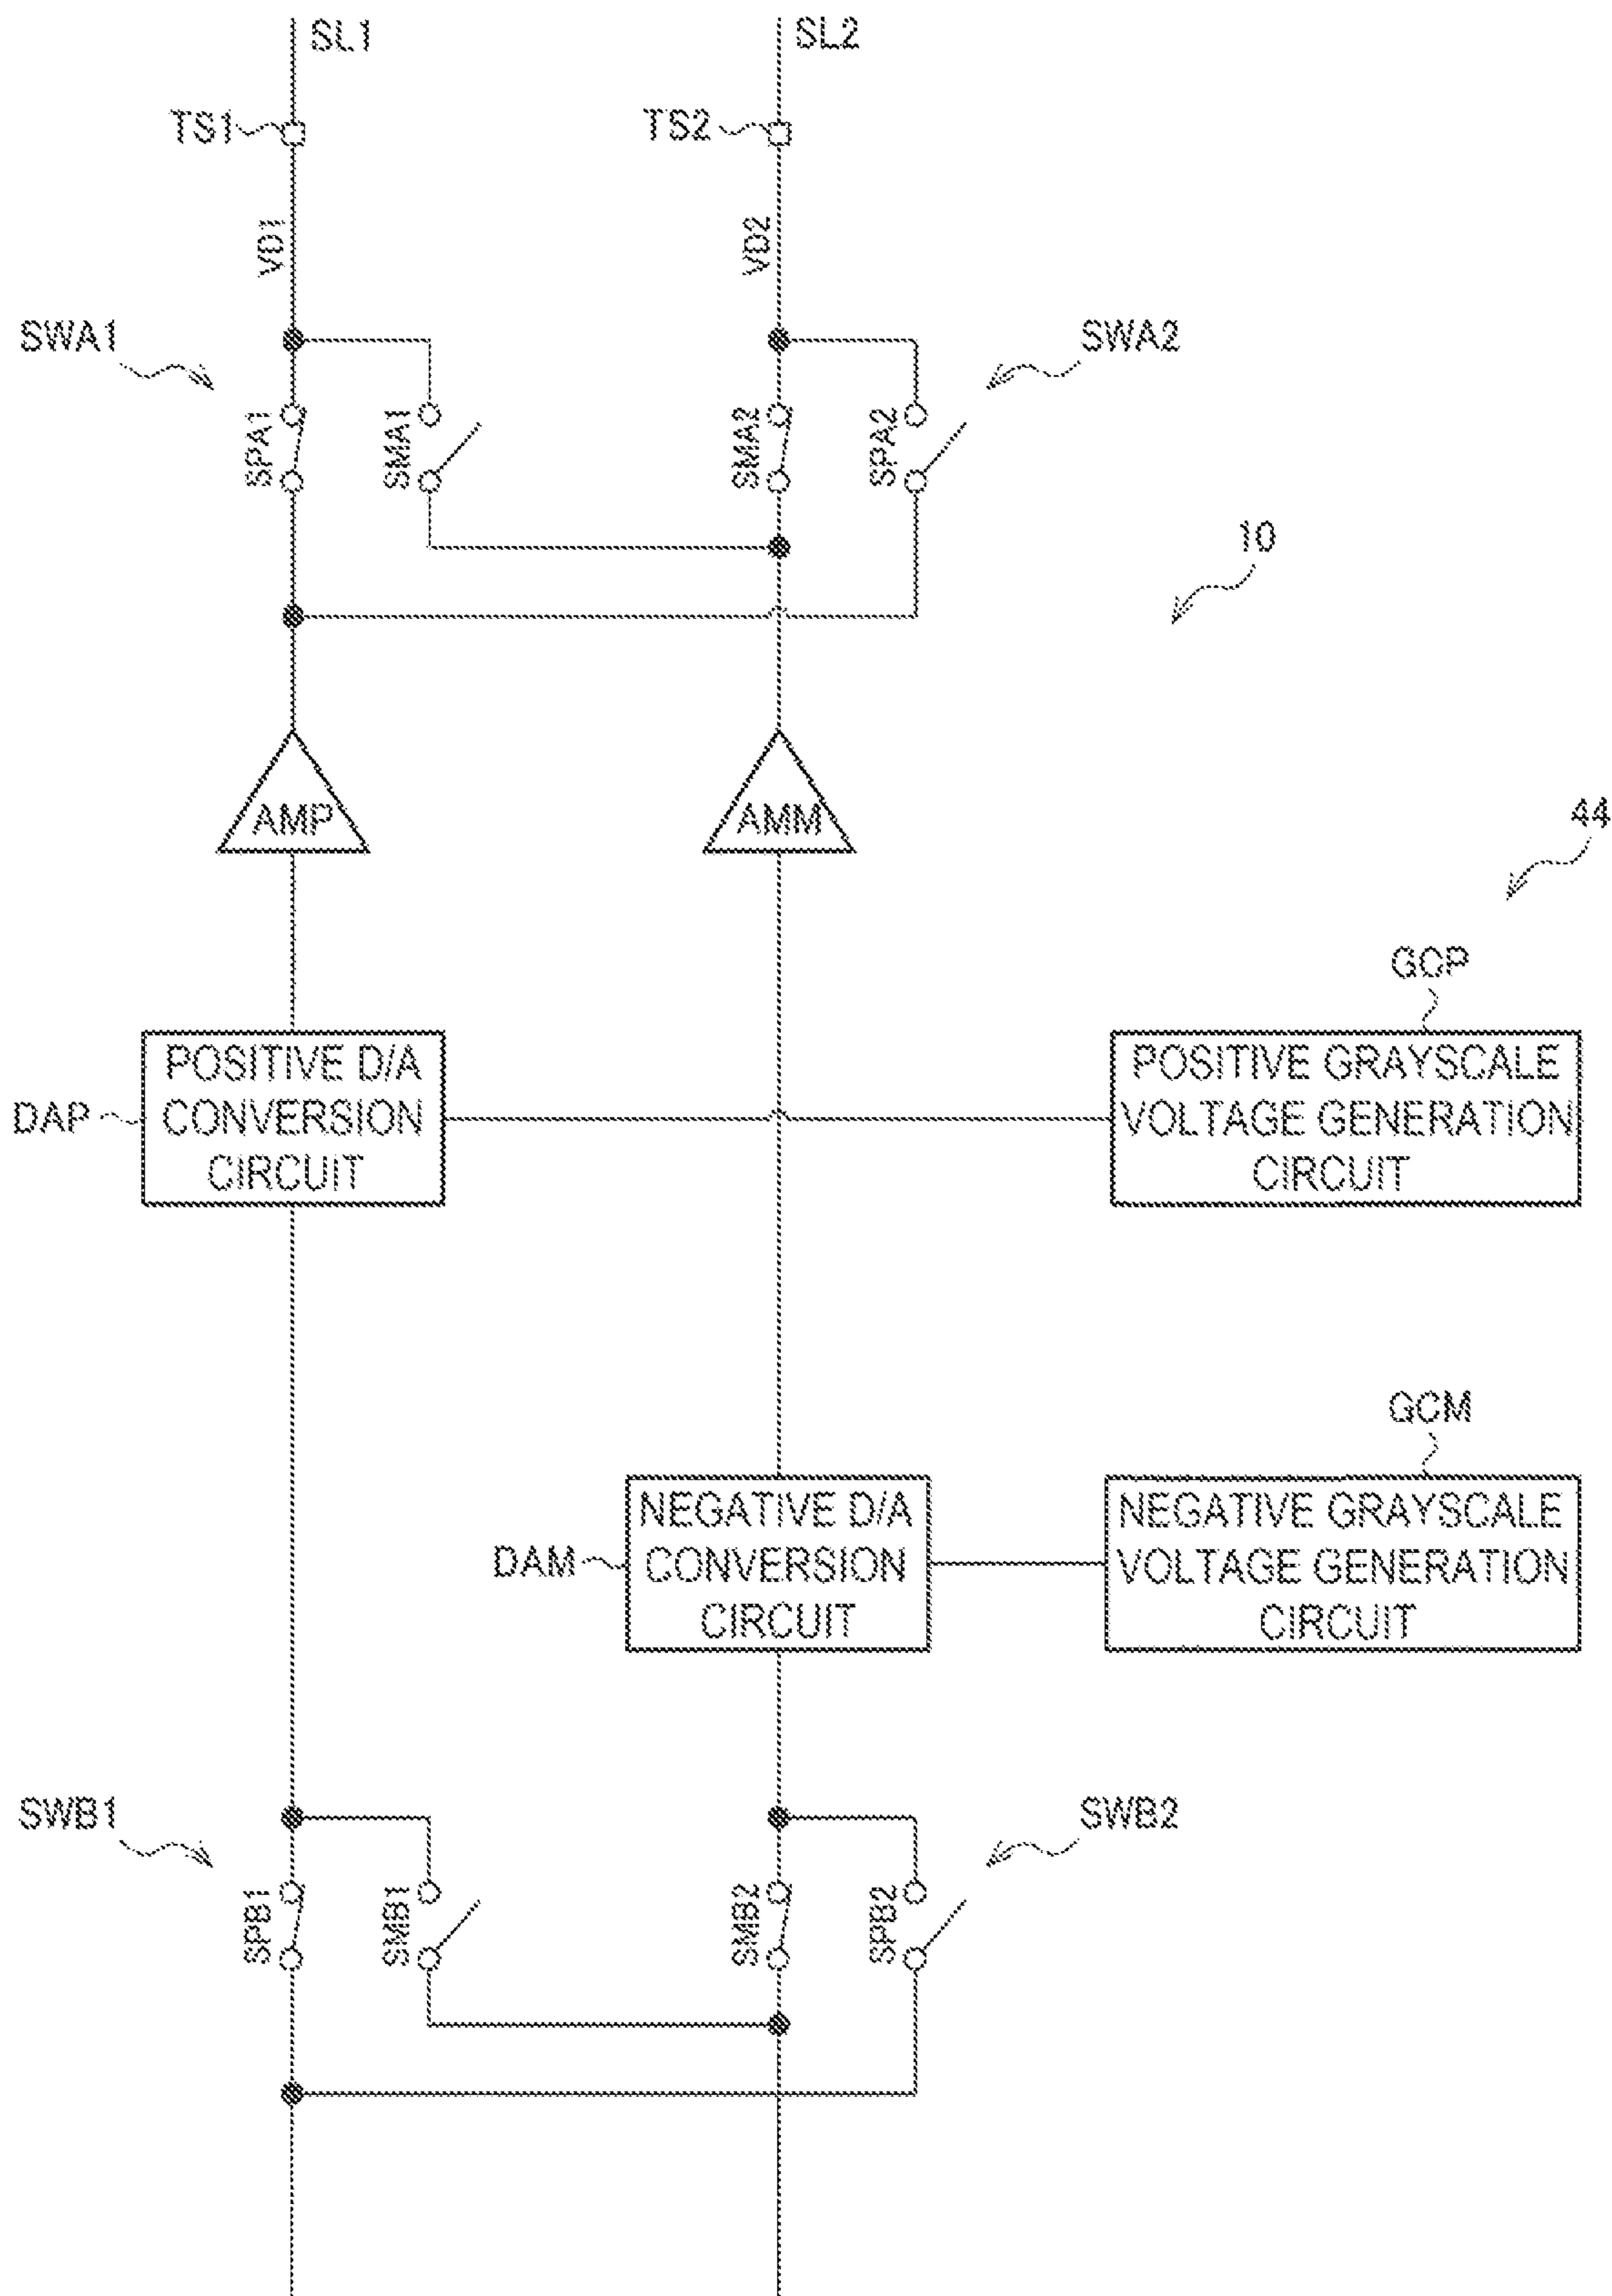 SL1
SL2
TS1
TS2
VD1
VD2
SWA1
SWA2
SPA1
SMA1
SMA2
SPA2
10
AMP
AMM
44
GCP
POSITIVE D/A
CONVERSION
CIRCUIT
DAP
POSITIVE GRAYSCALE
VOLTAGE GENERATION
CIRCUIT
GCM
NEGATIVE D/A
CONVERSION
CIRCUIT
DAM
NEGATIVE GRAYSCALE
VOLTAGE GENERATION
CIRCUIT
SWB1
SWB2
SPB1
SMB1
SMB2
SPB2